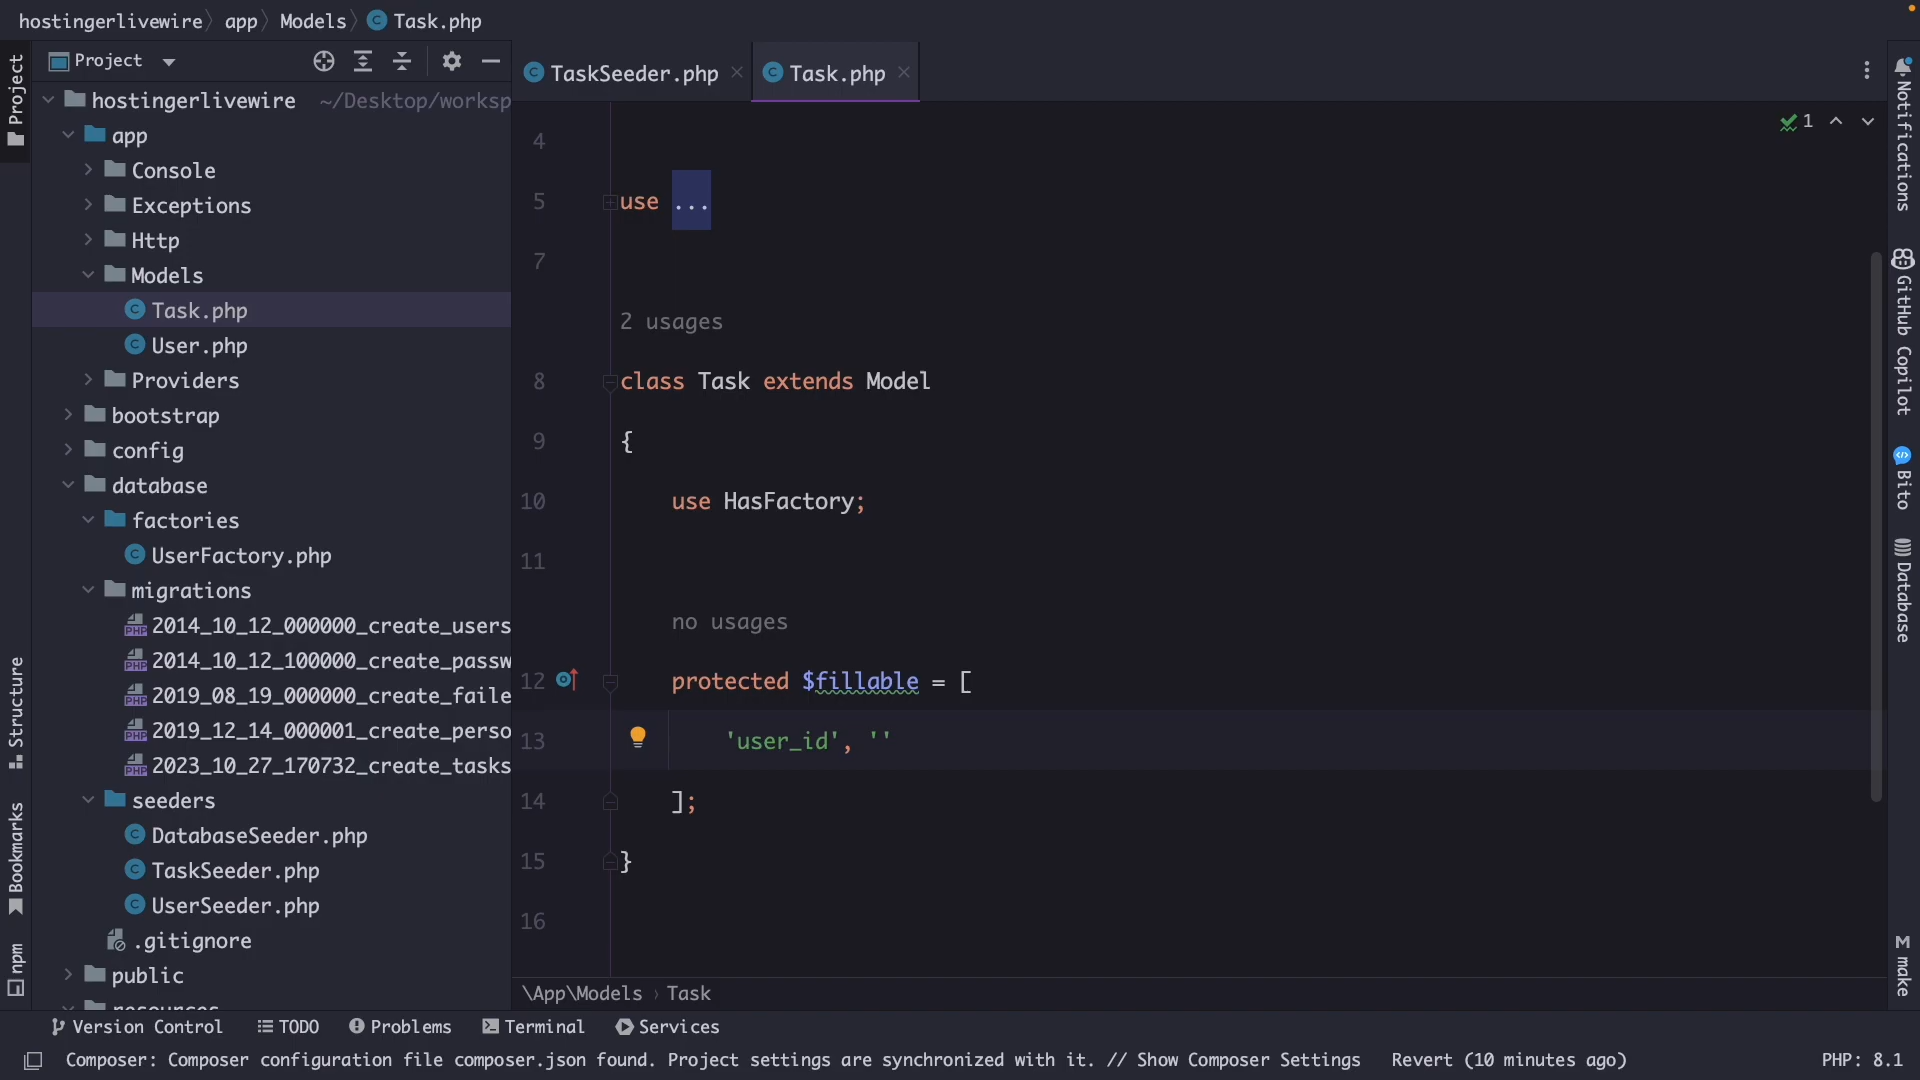 hostingerlivewire app Models Task.php
Project
Project
TaskSeeder.php
Task.php
hostingerlivewire ~/Desktop/worksp
app
Console
Exceptions
Http
Models
Task.php
User.php
Providers
bootstrap
config
database
factories
UserFactory.php
migrations
2014_10_12_000000_create_users
2014_10_12_100000_create_passw
2019_08_19_000000_create_faile
2019_12_14_000001_create_perso
2023_10_27_170732_create_tasks
seeders
DatabaseSeeder.php
TaskSeeder.php
UserSeeder.php
.gitignore
public
resources
Structure
Bookmarks
npm
1
4
5 use ...
7
2 usages
8 class Task extends Model
9 {
10 use HasFactory;
11
no usages
12 protected $fillable = [
13 'user_id', ''
14 ];
15 }
16
\App\Models › Task
Notifications
GitHub Copilot
Bito
Database
M make
Version Control TODO Problems Terminal Services
Composer: Composer configuration file composer.json found. Project settings are synchronized with it. // Show Composer Settings Revert (10 minutes ago) PHP: 8.1